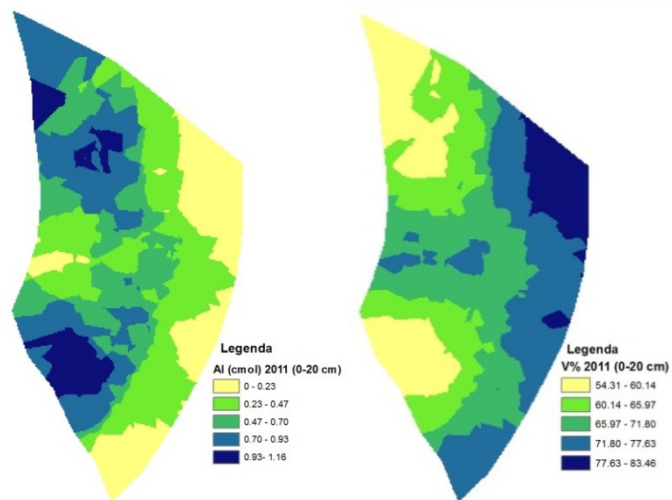 Legenda
Al (cmol) 2011 (0-20 cm)
0 - 0.23
0.23 - 0.47
0.47 - 0.70
0.70 - 0.93
0.93- 1.16
Legenda
V% 2011 (0-20 cm)
54.31 - 60.14
60.14 - 65.97
65.97 - 71.80
71.80 - 77.63
77.63 - 83.46